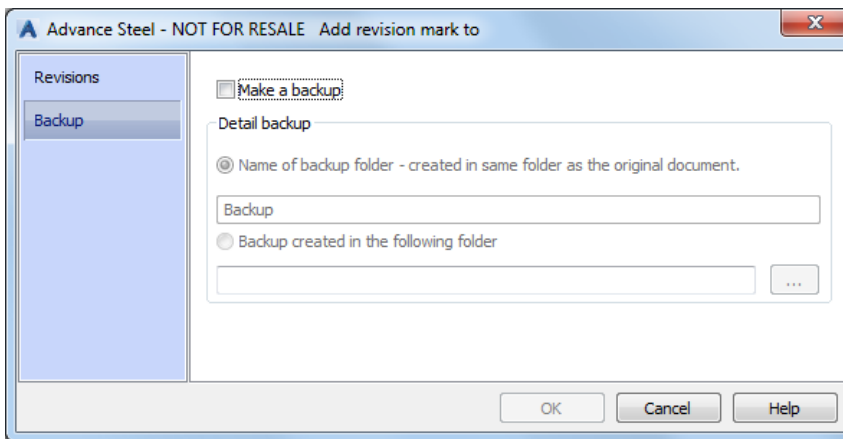 Advance Steel - NOT FOR RESALE   Add revision mark to
Revisions
Backup
Make a backup
Detail backup
Name of backup folder - created in same folder as the original document.
Backup
Backup created in the following folder
...
OK
Cancel
Help